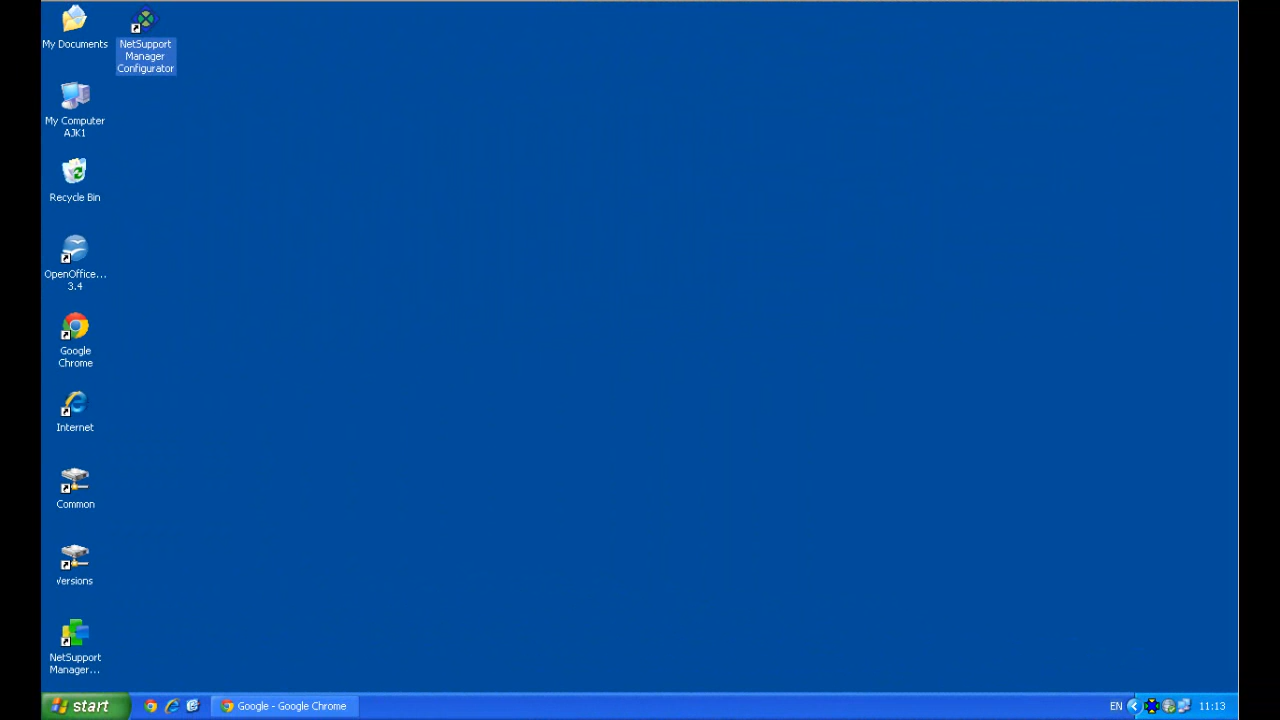 My Documents
NetSupport
Manager
Configurator
My Computer
AJK1
Recycle Bin
OpenOffice...
3.4
Google
Chrome
Internet
Common
Versions
NetSupport
Manager...
start
Google - Google Chrome
EN
11:13